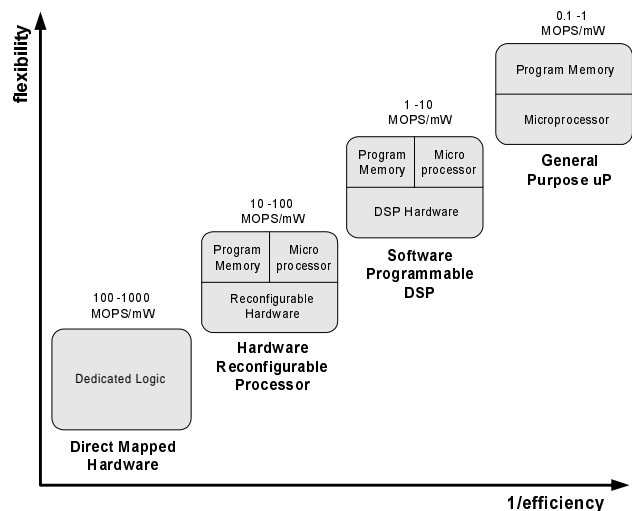 flexibility
0.1 -1
MOPS/mW
Program Memory
Microprocessor
General
Purpose uP
1 -10
MOPS/mW
Program
Memory
Micro
processor
DSP Hardware
Software
Programmable
DSP
10 -100
MOPS/mW
Program
Memory
Micro
processor
Reconfigurable
Hardware
Hardware
Reconfigurable
Processor
100 -1000
MOPS/mW
Dedicated Logic
Direct Mapped
Hardware
1/efficiency